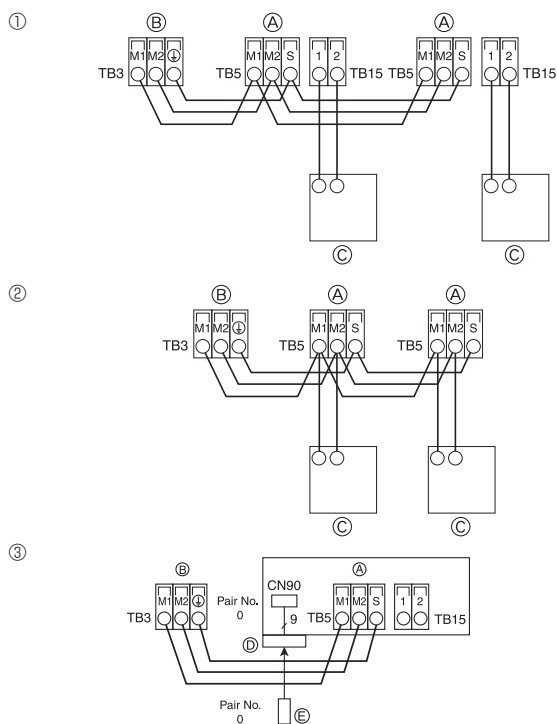 ①
Ⓑ Ⓐ Ⓐ
M1 M2 ⏚ M1 M2 S 1 2 M1 M2 S 1 2
TB3 TB5 TB15 TB5 TB15
Ⓒ Ⓒ
②
Ⓑ Ⓐ Ⓐ
M1 M2 ⏚ M1 M2 S M1 M2 S
TB3 TB5 TB5
Ⓒ Ⓒ
③
Ⓑ Ⓐ
CN90
M1 M2 ⏚ Pair No. M1 M2 S 1 2
TB3 0 9 TB5 TB15
Ⓓ
Pair No.
0 Ⓔ